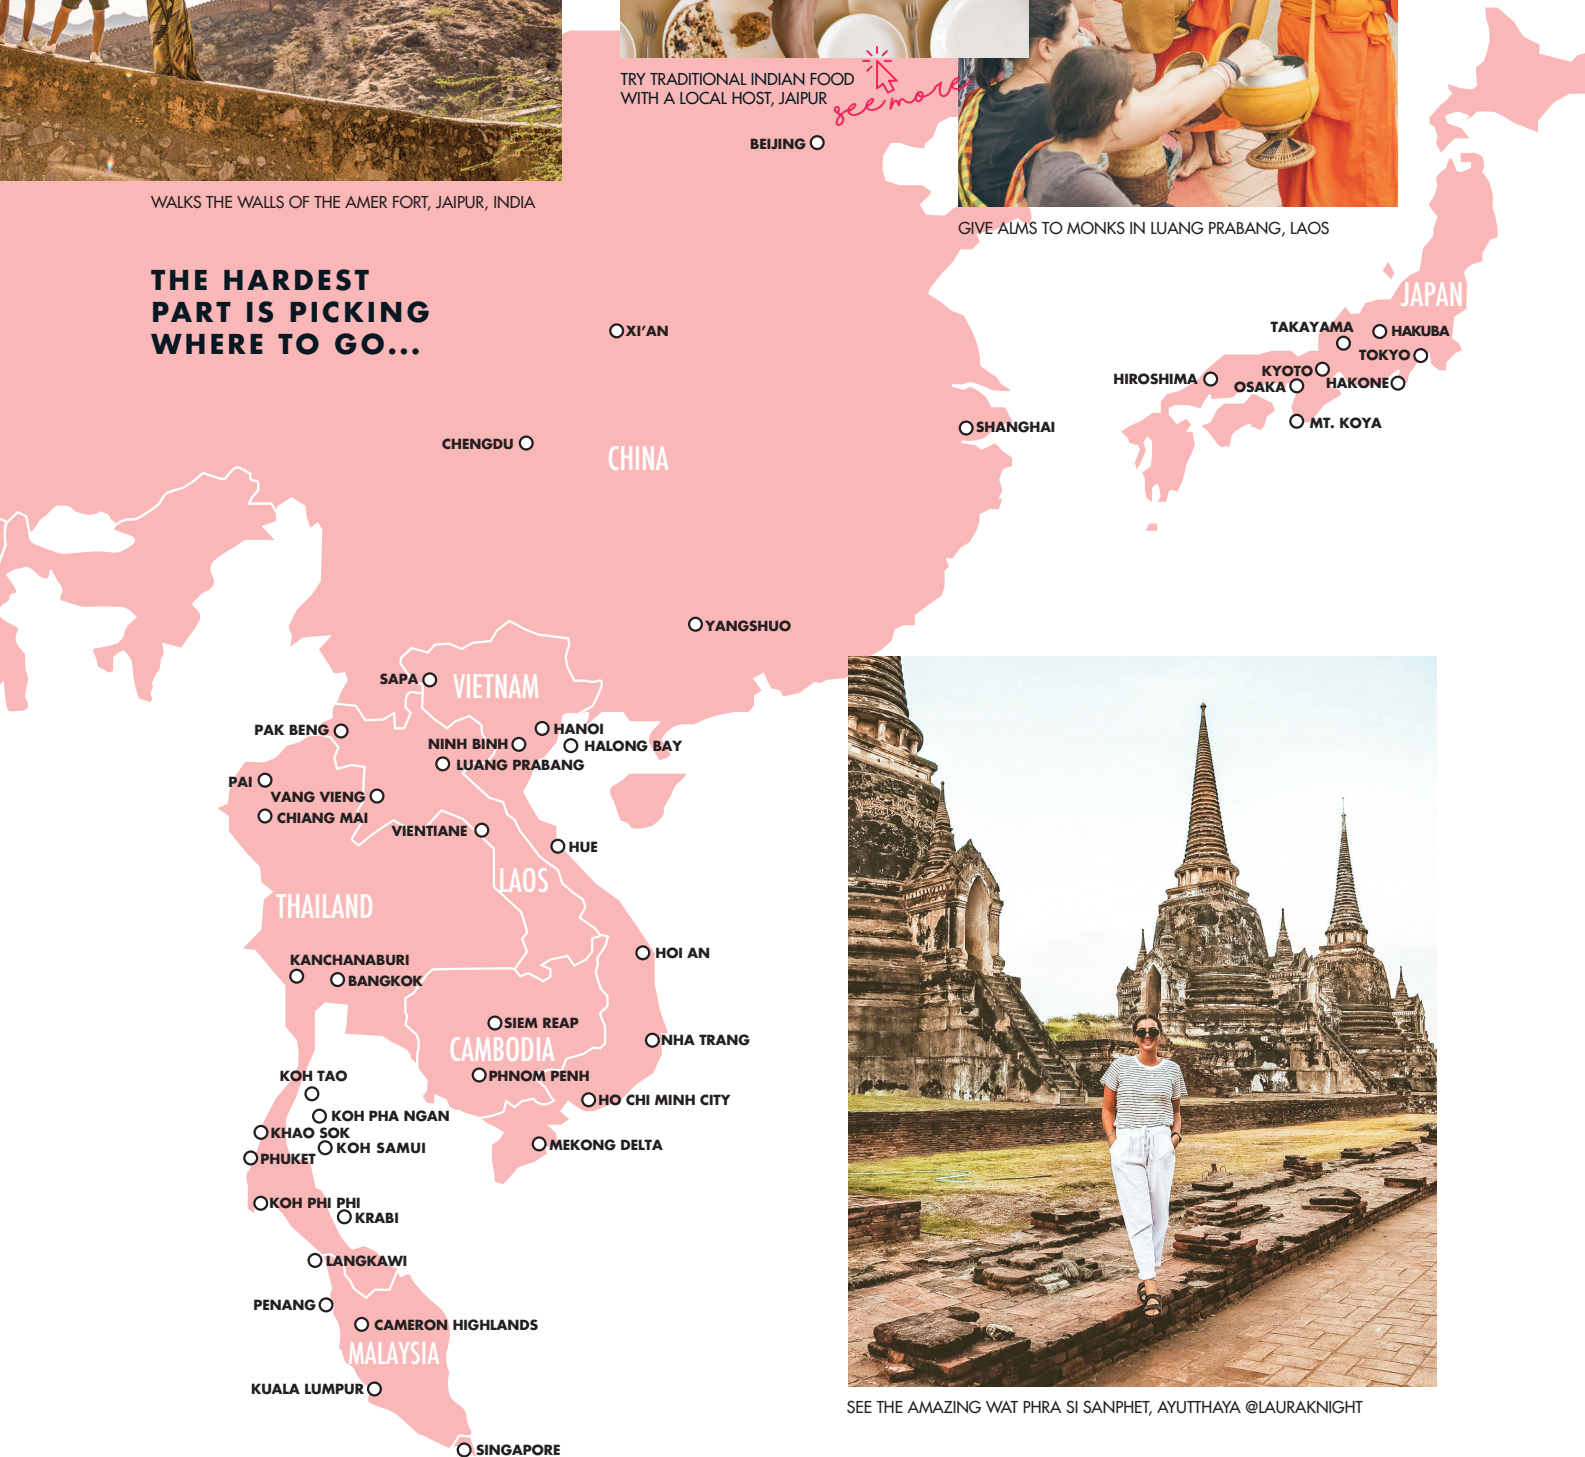 TRY TRADITIONAL INDIAN FOOD
WITH A LOCAL HOST, JAIPUR
see more
WALKS THE WALLS OF THE AMER FORT, JAIPUR, INDIA
GIVE ALMS TO MONKS IN LUANG PRABANG, LAOS
THE HARDEST
PART IS PICKING
WHERE TO GO...
BEIJING
XI'AN
CHENGDU
CHINA
SHANGHAI
YANGSHUO
JAPAN
TAKAYAMA
HAKUBA
TOKYO
KYOTO
HIROSHIMA
OSAKA
HAKONE
MT. KOYA
SAPA
VIETNAM
PAK BENG
HANOI
NINH BINH
HALONG BAY
LUANG PRABANG
PAI
VANG VIENG
CHIANG MAI
VIENTIANE
HUE
LAOS
THAILAND
HOI AN
KANCHANABURI
BANGKOK
SIEM REAP
CAMBODIA
NHA TRANG
PHNOM PENH
KOH TAO
HO CHI MINH CITY
KOH PHA NGAN
KHAO SOK
KOH SAMUI
MEKONG DELTA
PHUKET
KOH PHI PHI
KRABI
LANGKAWI
PENANG
CAMERON HIGHLANDS
MALAYSIA
KUALA LUMPUR
SINGAPORE
SEE THE AMAZING WAT PHRA SI SANPHET, AYUTTHAYA @LAURAKNIGHT